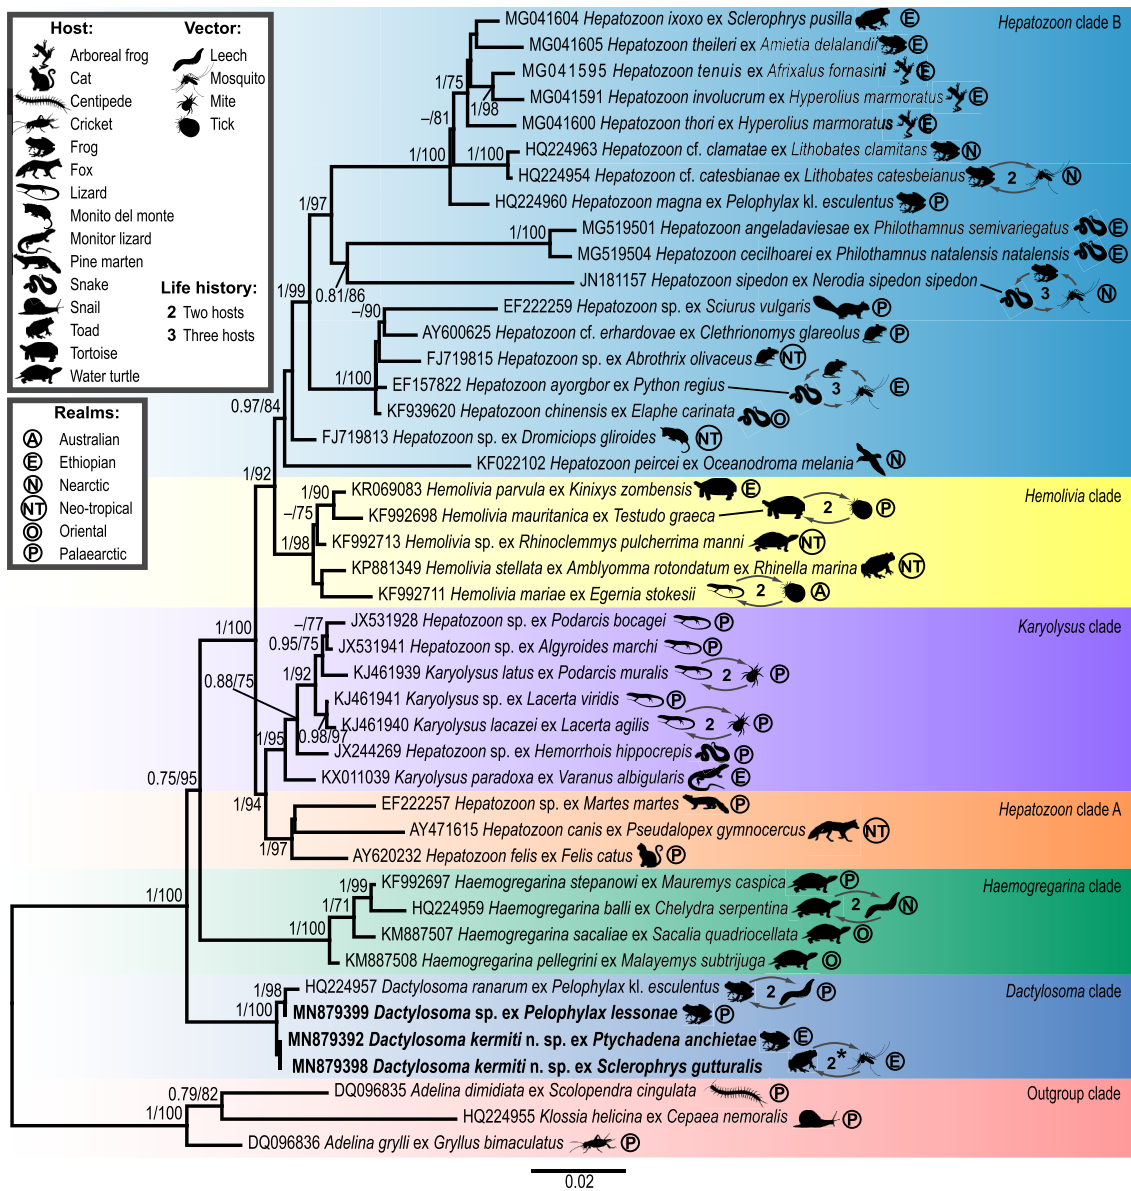 Host:
Arboreal frog
Cat
Centipede
Cricket
Frog
Fox
Lizard
Monito del monte
Monitor lizard
Pine marten
Snake
Snail
Toad
Tortoise
Water turtle
Vector:
Leech
Mosquito
Mite
Tick
Life history:
2 Two hosts
3 Three hosts
Realms:
A Australian
E Ethiopian
N Nearctic
NT Neo-tropical
O Oriental
P Palaearctic
Hepatozoon clade B
MG041604 Hepatozoon ixoxo ex Sclerophrys pusilla E
MG041605 Hepatozoon theileri ex Amietia delalandii E
1/75
MG041595 Hepatozoon tenuis ex Afrixalus fornasini E
MG041591 Hepatozoon involucrum ex Hyperolius marmoratus E
1/98
–/81
MG041600 Hepatozoon thori ex Hyperolius marmoratus E
HQ224963 Hepatozoon cf. clamatae ex Lithobates clamitans N
1/100
1/100
HQ224954 Hepatozoon cf. catesbianae ex Lithobates catesbeianus 2 N
HQ224960 Hepatozoon magna ex Pelophylax kl. esculentus P
1/97
MG519501 Hepatozoon angeladaviesae ex Philothamnus semivariegatus E
1/100
MG519504 Hepatozoon cecilhoarei ex Philothamnus natalensis natalensis E
JN181157 Hepatozoon sipedon ex Nerodia sipedon sipedon 3 N
0.81/86
1/99
EF222259 Hepatozoon sp. ex Sciurus vulgaris P
–/90
AY600625 Hepatozoon cf. erhardovae ex Clethrionomys glareolus P
FJ719815 Hepatozoon sp. ex Abrothrix olivaceus NT
1/100
EF157822 Hepatozoon ayorgbor ex Python regius 3 E
KF939620 Hepatozoon chinensis ex Elaphe carinata O
0.97/84
FJ719813 Hepatozoon sp. ex Dromiciops gliroides NT
KF022102 Hepatozoon peircei ex Oceanodroma melania N
1/92
Hemolivia clade
1/90
KR069083 Hemolivia parvula ex Kinixys zombensis E
–/75
KF992698 Hemolivia mauritanica ex Testudo graeca 2 P
1/98
KF992713 Hemolivia sp. ex Rhinoclemmys pulcherrima manni NT
KP881349 Hemolivia stellata ex Amblyomma rotondatum ex Rhinella marina NT
KF992711 Hemolivia mariae ex Egernia stokesii 2 A
1/100
Karyolysus clade
–/77
JX531928 Hepatozoon sp. ex Podarcis bocagei P
0.95/75
JX531941 Hepatozoon sp. ex Algyroides marchi P
1/92
KJ461939 Karyolysus latus ex Podarcis muralis 2 P
0.88/75
KJ461941 Karyolysus sp. ex Lacerta viridis P
KJ461940 Karyolysus lacazei ex Lacerta agilis 2 P
0.98/97
1/95
JX244269 Hepatozoon sp. ex Hemorrhois hippocrepis P
KX011039 Karyolysus paradoxa ex Varanus albigularis E
0.75/95
1/94
Hepatozoon clade A
EF222257 Hepatozoon sp. ex Martes martes P
AY471615 Hepatozoon canis ex Pseudalopex gymnocercus NT
1/97
AY620232 Hepatozoon felis ex Felis catus P
1/100
Haemogregarina clade
1/99
KF992697 Haemogregarina stepanowi ex Mauremys caspica P
1/71
HQ224959 Haemogregarina balli ex Chelydra serpentina 2 N
1/100
KM887507 Haemogregarina sacaliae ex Sacalia quadriocellata O
KM887508 Haemogregarina pellegrini ex Malayemys subtrijuga O
Dactylosoma clade
1/98
HQ224957 Dactylosoma ranarum ex Pelophylax kl. esculentus 2 P
1/100
MN879399 Dactylosoma sp. ex Pelophylax lessonae P
MN879392 Dactylosoma kermiti n. sp. ex Ptychadena anchietae E
MN879398 Dactylosoma kermiti n. sp. ex Sclerophrys gutturalis 2* E
Outgroup clade
0.79/82
DQ096835 Adelina dimidiata ex Scolopendra cingulata P
1/100
HQ224955 Klossia helicina ex Cepaea nemoralis P
DQ096836 Adelina grylli ex Gryllus bimaculatus P
0.02